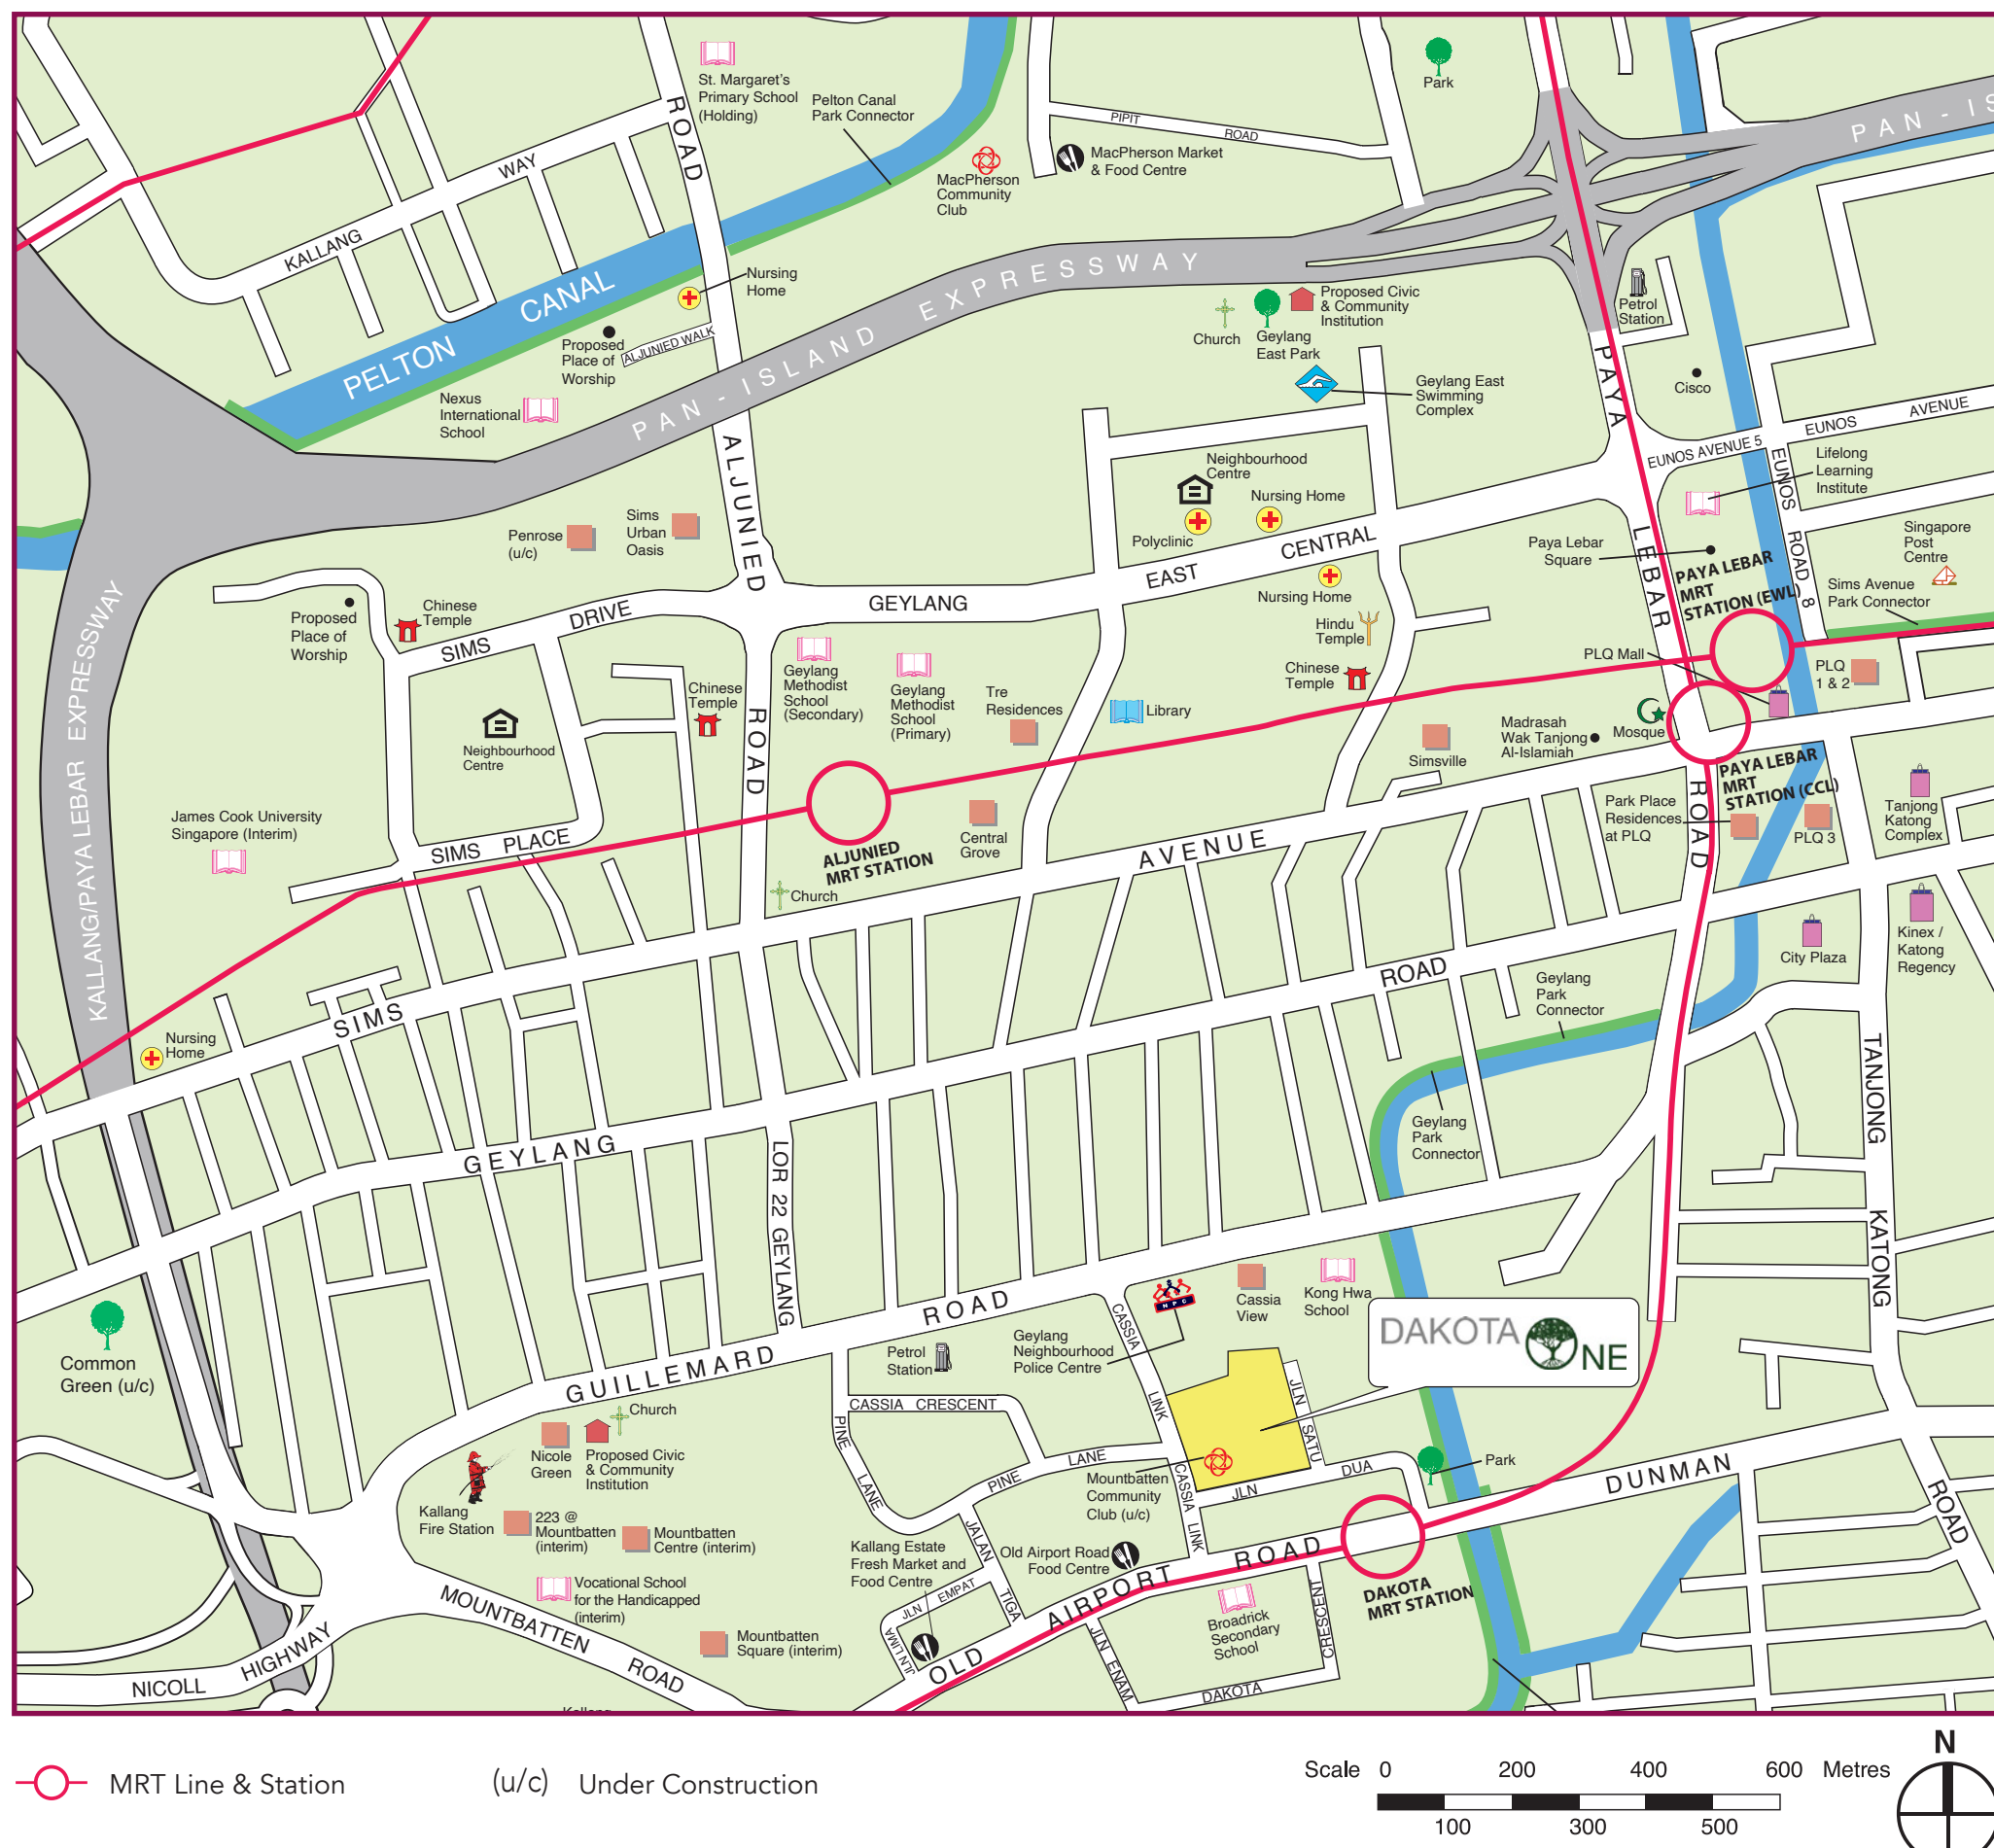 St. Margaret's
Primary School
(Holding)
Pelton Canal
Park Connector
ROAD
Park
PIPIT
ROAD
PAN - IS
MacPherson Market
& Food Centre
MacPherson
Community
Club
WAY
KALLANG
PELTON
CANAL
Nursing
Home
Proposed
Place of
Worship
ALJUNIED WALK
Nexus
International
School
PAN - ISLAND
EXPRESSWAY
Proposed Civic
& Community
Institution
Church
Geylang
East Park
Petrol
Station
PAYA
Geylang East
Swimming
Complex
Cisco
EUNOS
AVENUE
EUNOS AVENUE 5
Lifelong
Learning
Institute
Neighbourhood
Centre
Nursing Home
Polyclinic
EAST
CENTRAL
Nursing Home
Penrose
(u/c)
Sims
Urban
Oasis
ALJUNIED
Paya Lebar
Square
LEBAR
EUNOS
ROAD 8
Singapore
Post
Centre
PAYA LEBAR
MRT
STATION (EWL)
Sims Avenue
Park Connector
KALLANG/PAYA LEBAR EXPRESSWAY
Proposed
Place of
Worship
Chinese
Temple
SIMS
DRIVE
GEYLANG
Hindu
Temple
Chinese
Temple
PLQ Mall
PLQ
1 & 2
Geylang
Methodist
School
(Secondary)
Geylang
Methodist
School
(Primary)
Tre
Residences
Library
Chinese
Temple
Neighbourhood
Centre
ROAD
Simsville
Madrasah
Wak Tanjong
Al-Islamiah
Mosque
PAYA LEBAR
MRT
STATION (CCL)
Park Place
Residences
at PLQ
ROAD
PLQ 3
Tanjong
Katong
Complex
James Cook University
Singapore (Interim)
SIMS
PLACE
ALJUNIED
MRT STATION
Central
Grove
AVENUE
Church
City Plaza
Kinex /
Katong
Regency
ROAD
Geylang
Park
Connector
SIMS
Nursing
Home
TANJONG
Geylang
Park
Connector
GEYLANG
LOR 22 GEYLANG
KATONG
Cassia
View
Kong Hwa
School
ROAD
CASSIA
LINK
Geylang
Neighbourhood
Police Centre
NPC
Petrol
Station
DAKOTA
NE
Common
Green (u/c)
GUILLEMARD
CASSIA CRESCENT
JLN
SATU
Church
Nicole
Green
Proposed Civic
& Community
Institution
PINE
LANE
PINE
LANE
Mountbatten
Community
Club (u/c)
CASSIA LINK
JLN
DUA
Park
DUNMAN
ROAD
Kallang
Fire Station
223 @
Mountbatten
(interim)
Mountbatten
Centre (interim)
Kallang Estate
Fresh Market and
Food Centre
JALAN
TIGA
Old Airport Road
Food Centre
ROAD
DAKOTA
MRT STATION
Vocational School
for the Handicapped
(interim)
JLN EMPAT
JLN LIMA
AIRPORT
OLD
JLN ENAM
Broadrick
Secondary
School
CRESCENT
DAKOTA
MOUNTBATTEN
ROAD
Mountbatten
Square (interim)
NICOLL
HIGHWAY
MRT Line & Station
(u/c) Under Construction
Scale 0 200 400 600 Metres
100 300 500
N